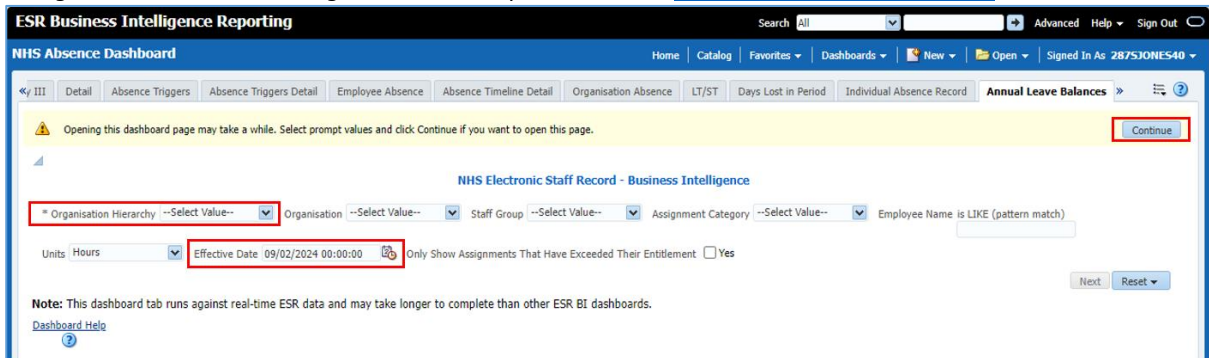 ESR Business Intelligence Reporting Search All Advanced Help Sign Out
NHS Absence Dashboard Home Catalog Favorites Dashboards New Open Signed In As 287SJONES40
« y III Detail Absence Triggers Absence Triggers Detail Employee Absence Absence Timeline Detail Organisation Absence LT/ST Days Lost in Period Individual Absence Record Annual Leave Balances »
Opening this dashboard page may take a while. Select prompt values and click Continue if you want to open this page. Continue
NHS Electronic Staff Record - Business Intelligence
* Organisation Hierarchy --Select Value-- Organisation --Select Value-- Staff Group --Select Value-- Assignment Category --Select Value-- Employee Name is LIKE (pattern match)
Units Hours Effective Date 09/02/2024 00:00:00 Only Show Assignments That Have Exceeded Their Entitlement Yes
Next Reset
Note: This dashboard tab runs against real-time ESR data and may take longer to complete than other ESR BI dashboards.
Dashboard Help